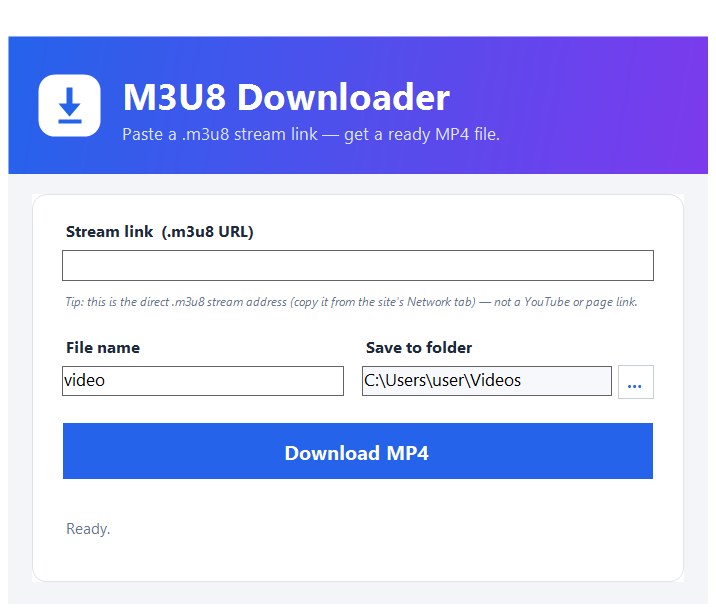 M3U8 Downloader
Paste a .m3u8 stream link — get a ready MP4 file.
Stream link (.m3u8 URL)
Tip: this is the direct .m3u8 stream address (copy it from the site's Network tab) — not a YouTube or page link.
File name
Save to folder
video
C:\Users\user\Videos
...
Download MP4
Ready.